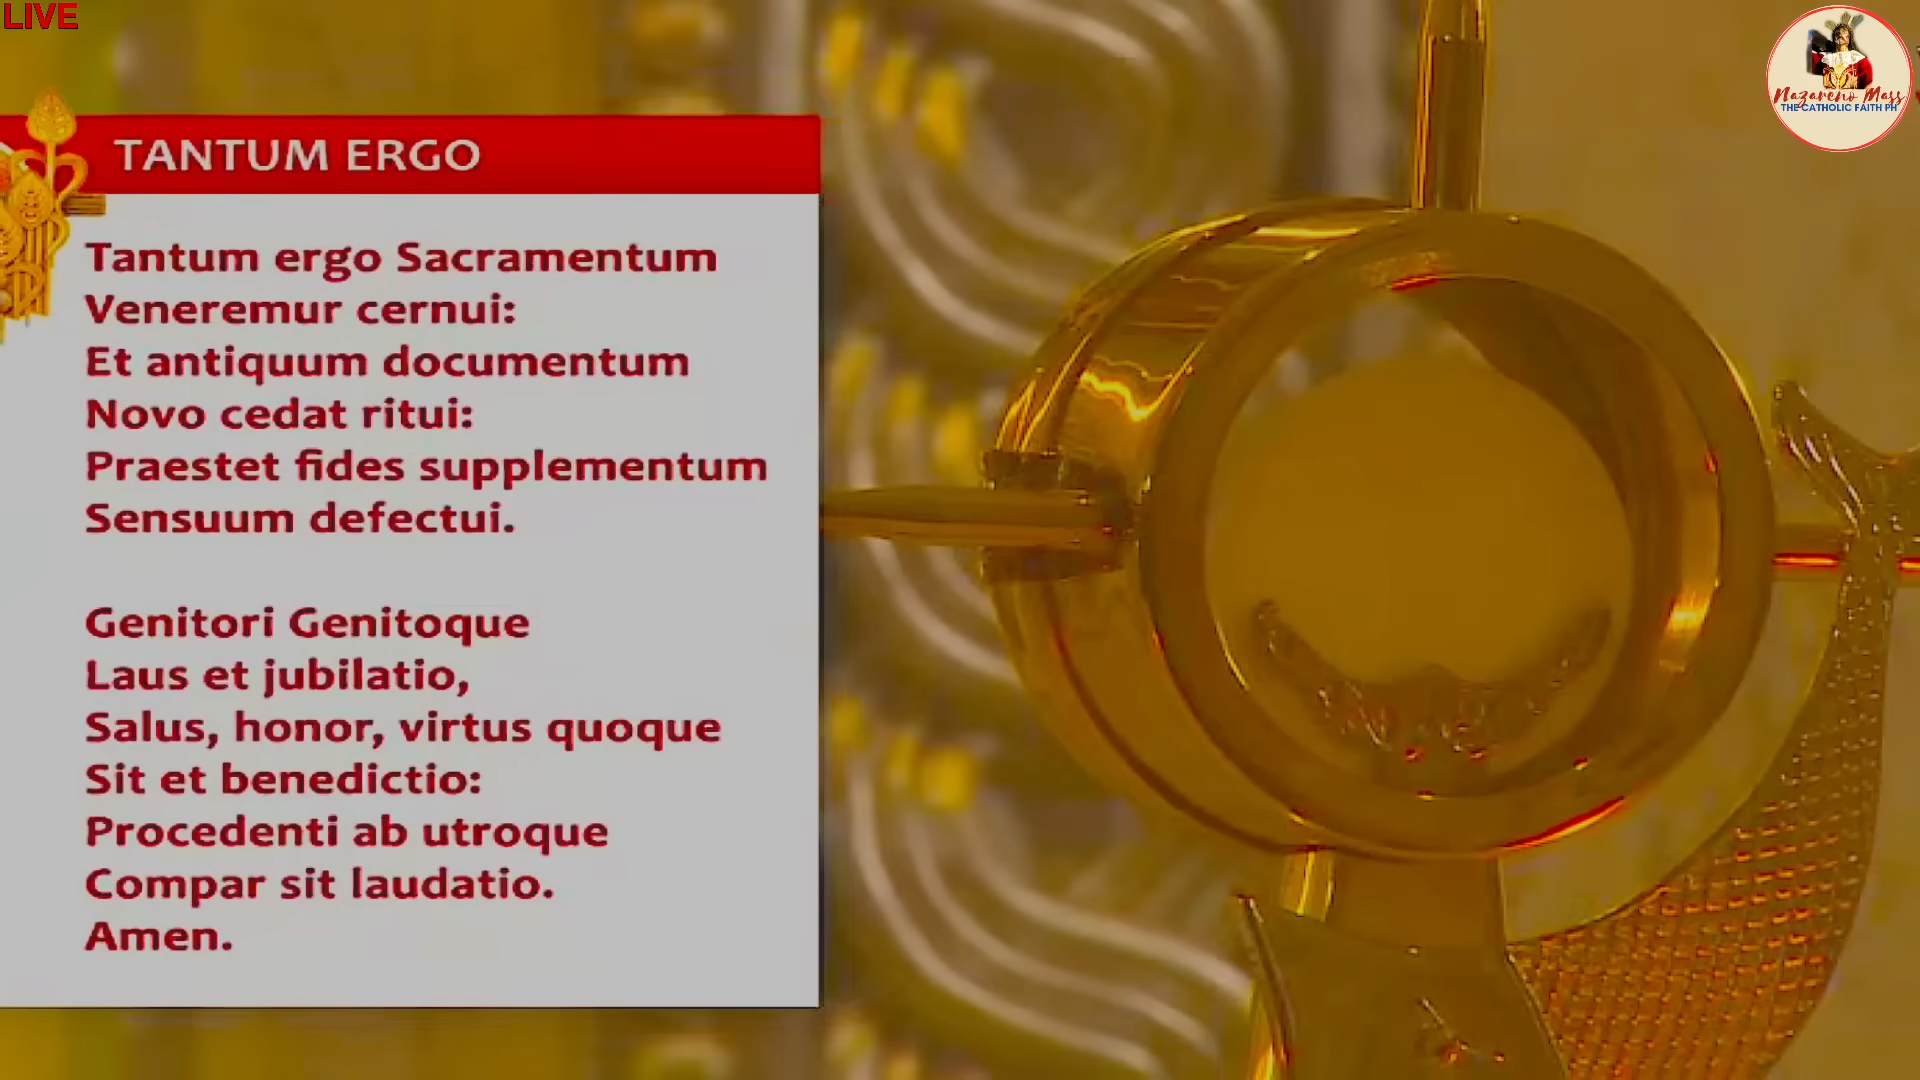 LIVE
TANTUM ERGO
Tantum ergo Sacramentum
Veneremur cernui:
Et antiquum documentum
Novo cedat ritui:
Praestet fides supplementum
Sensuum defectui.
Genitori Genitoque
Laus et jubilatio,
Salus, honor, virtus quoque
Sit et benedictio:
Procedenti ab utroque
Compar sit laudatio.
Amen.
Nazareno Mass
THE CATHOLIC FAITH PH